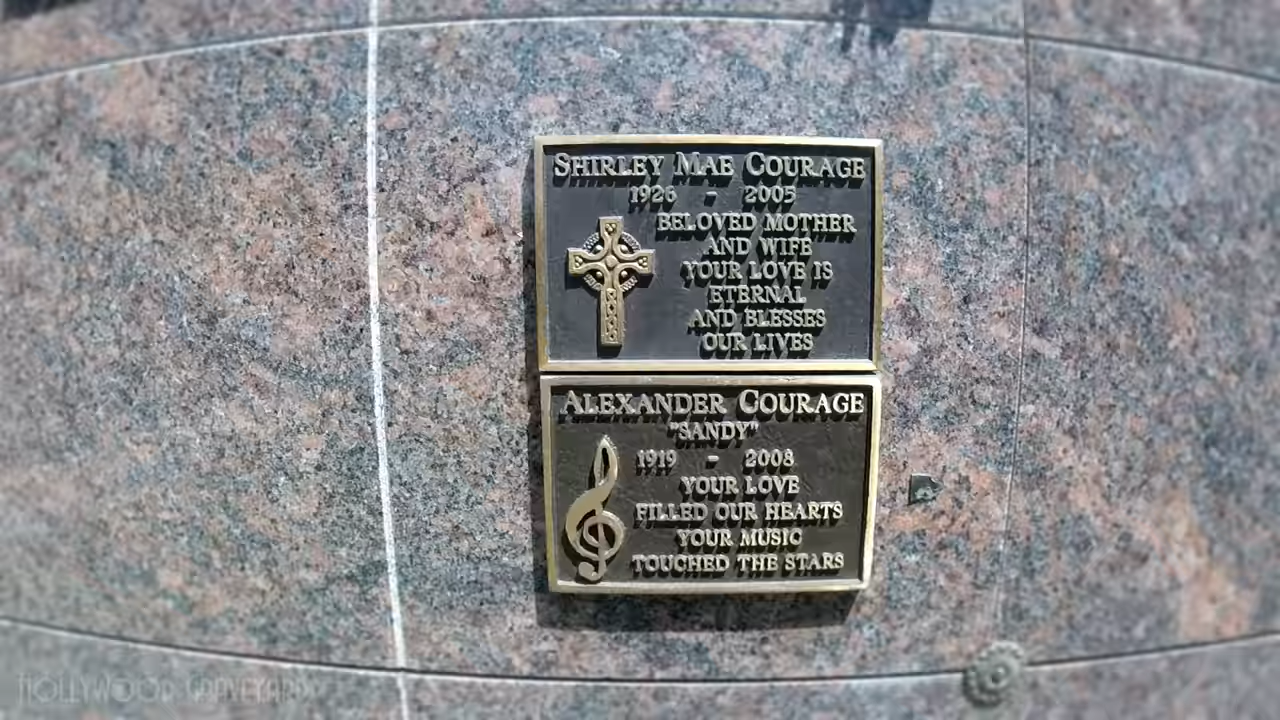 SHIRLEY MAE COURAGE
1926 - 2005
BELOVED MOTHER
AND WIFE
YOUR LOVE IS
ETERNAL
AND BLESSES
OUR LIVES
ALEXANDER COURAGE
"SANDY"
1919 - 2008
YOUR LOVE
FILLED OUR HEARTS
YOUR MUSIC
TOUCHED THE STARS
HOLLYWOOD GRAVEYARD